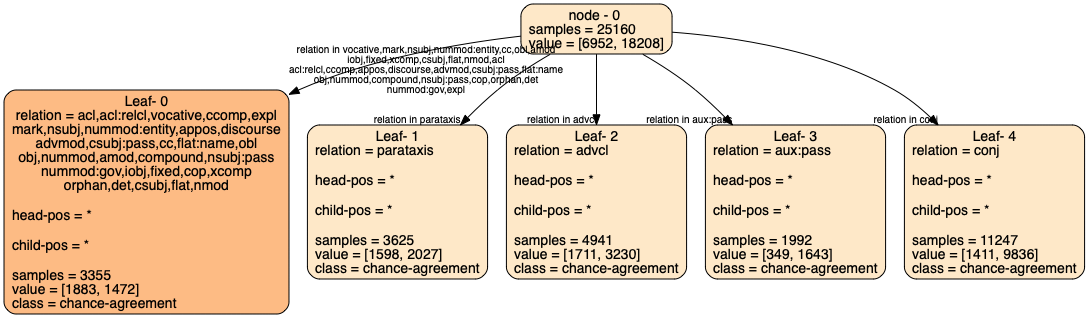 node - 0
samples = 25160
value = [6952, 18208]
relation in vocative,mark,nsubj,nummod:entity,cc,obl,amod
iobj,fixed,xcomp,csubj,flat,nmod,acl
acl:relcl,ccomp,appos,discourse,advmod,csubj:pass,flat:name
obj,nummod,compound,nsubj:pass,cop,orphan,det
nummod:gov,expl
relation in parataxis
relation in advcl
relation in aux:pass
relation in conj
Leaf- 0
relation = acl,acl:relcl,vocative,ccomp,expl
mark,nsubj,nummod:entity,appos,discourse
advmod,csubj:pass,cc,flat:name,obl
obj,nummod,amod,compound,nsubj:pass
nummod:gov,iobj,fixed,cop,xcomp
orphan,det,csubj,flat,nmod
head-pos = *
child-pos = *
samples = 3355
value = [1883, 1472]
class = chance-agreement
Leaf- 1
relation = parataxis
head-pos = *
child-pos = *
samples = 3625
value = [1598, 2027]
class = chance-agreement
Leaf- 2
relation = advcl
head-pos = *
child-pos = *
samples = 4941
value = [1711, 3230]
class = chance-agreement
Leaf- 3
relation = aux:pass
head-pos = *
child-pos = *
samples = 1992
value = [349, 1643]
class = chance-agreement
Leaf- 4
relation = conj
head-pos = *
child-pos = *
samples = 11247
value = [1411, 9836]
class = chance-agreement